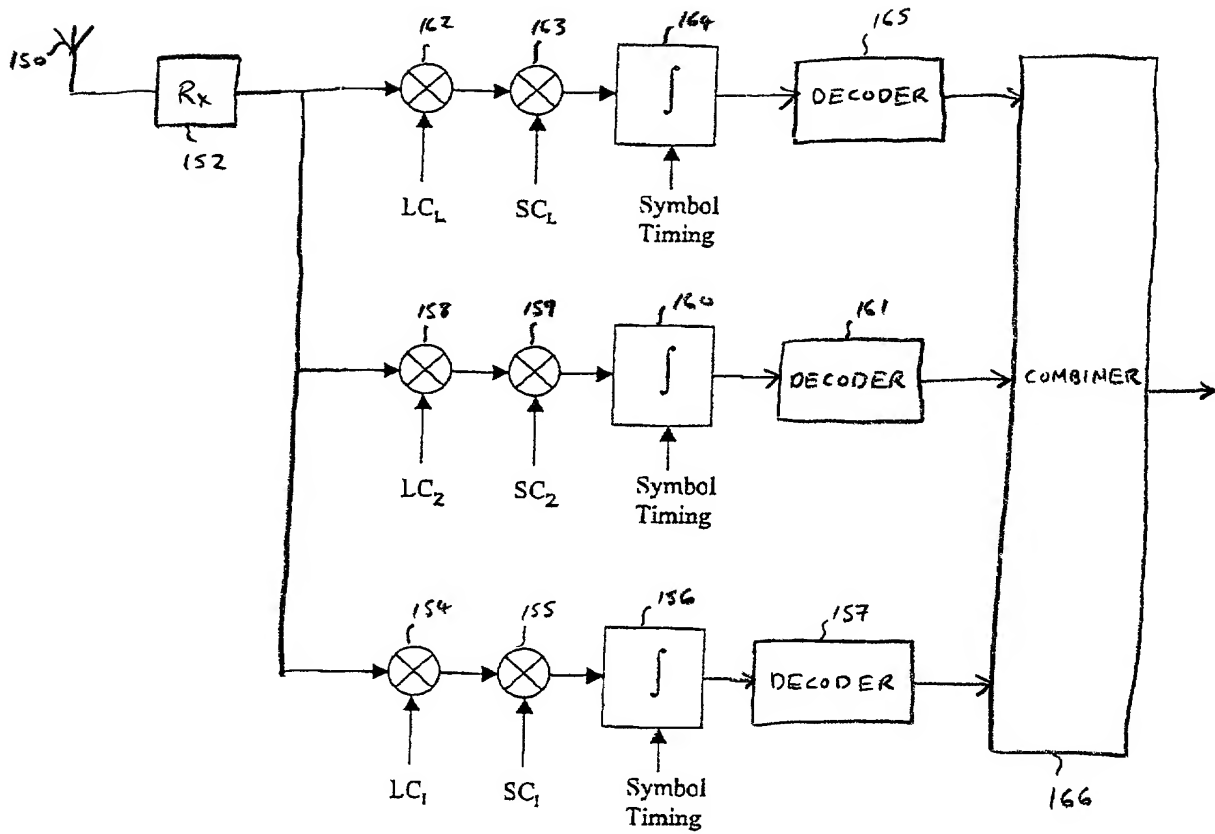 150
Rx
152
162
163
164
165
DECODER
∫
LC_L
SC_L
Symbol
Timing
158
159
160
161
DECODER
COMBINER
∫
LC_2
SC_2
Symbol
Timing
154
155
156
157
DECODER
∫
LC_1
SC_1
Symbol
Timing
166